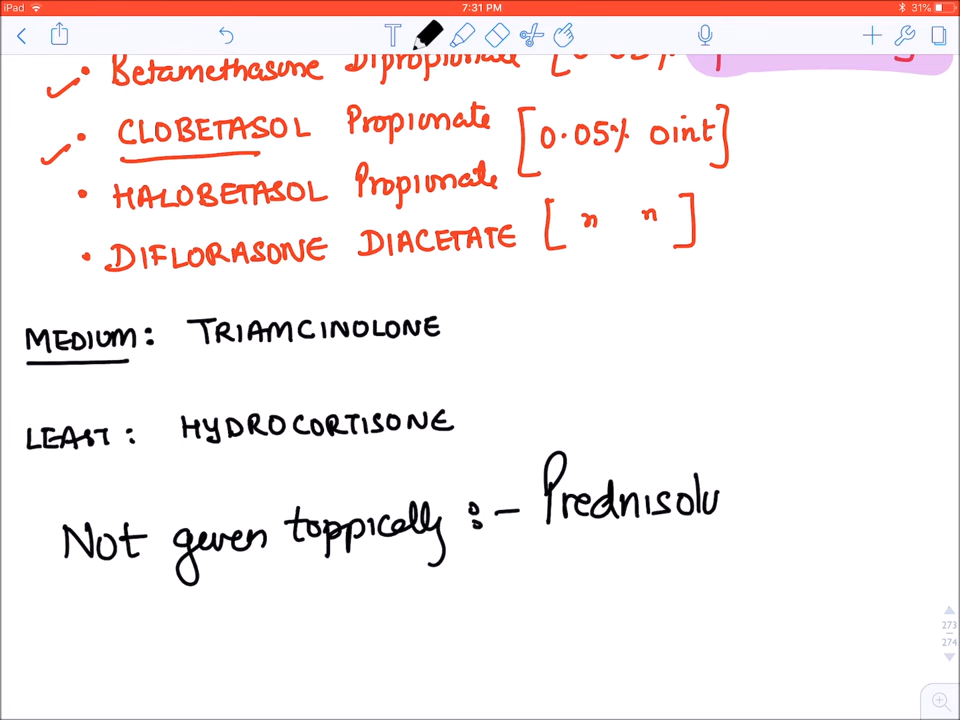 iPad 7:31 PM 31%
T
• Betamethasone Dipropionate
• CLOBETASOL Propionate [0.05% oint]
• HALOBETASOL Propionate
• DIFLORASONE DIACETATE [ " " ]
MEDIUM: TRIAMCINOLONE
LEAST: HYDROCORTISONE
Not geven toppically :- Prednisolu
273
274